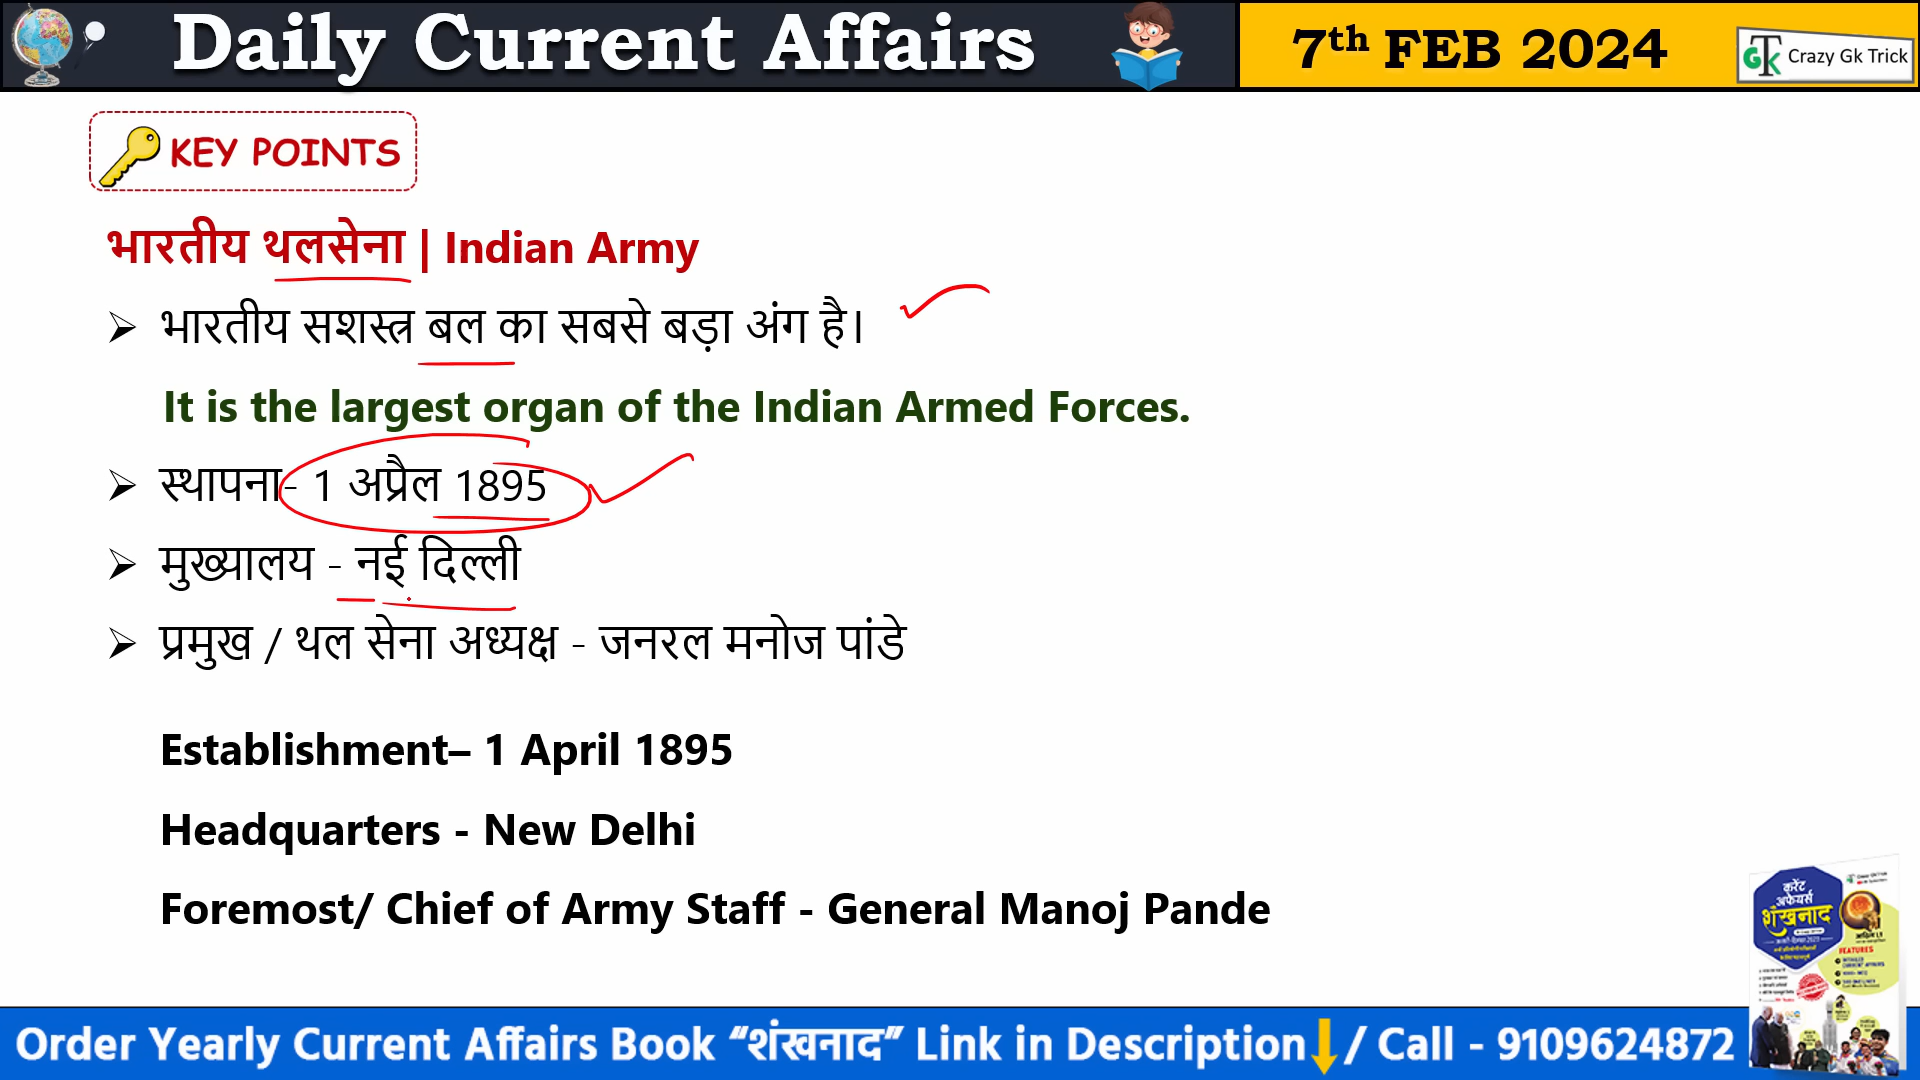 Daily Current Affairs
7th FEB 2024
GTK Crazy Gk Trick
KEY POINTS
भारतीय थलसेना | Indian Army
➢ भारतीय सशस्त्र बल का सबसे बड़ा अंग है।
It is the largest organ of the Indian Armed Forces.
➢ स्थापना- 1 अप्रैल 1895
➢ मुख्यालय - नई दिल्ली
➢ प्रमुख / थल सेना अध्यक्ष - जनरल मनोज पांडे
Establishment– 1 April 1895
Headquarters - New Delhi
Foremost/ Chief of Army Staff - General Manoj Pande
करेंट
अफेयर्स
शंखनाद
FEATURES
Order Yearly Current Affairs Book “शंखनाद” Link in Description / Call - 9109624872